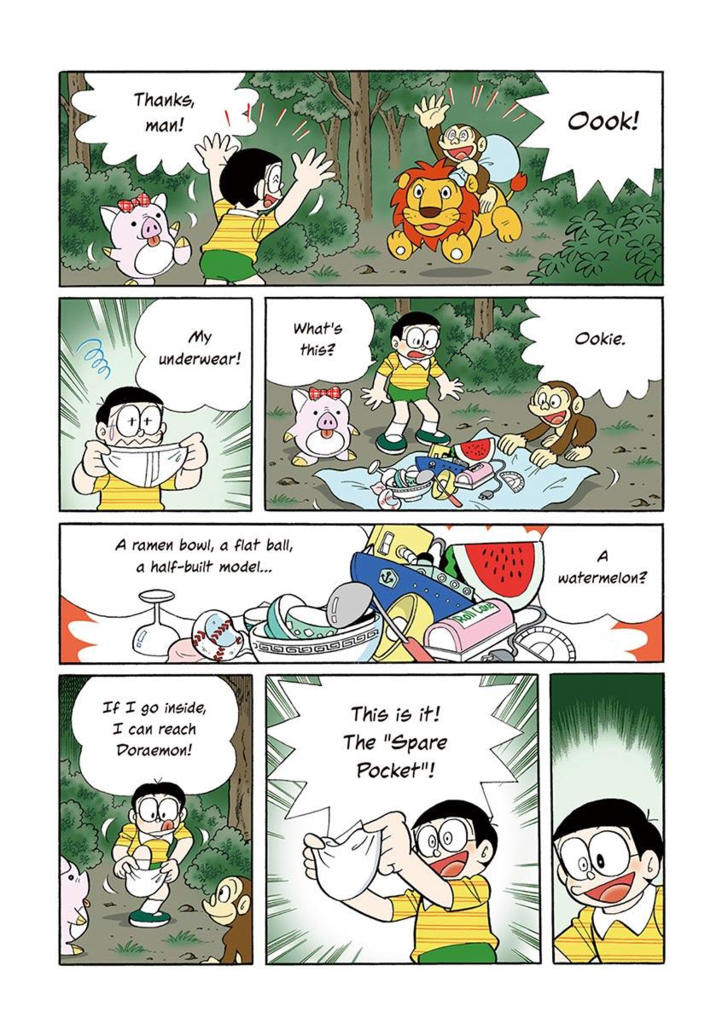 Oook!
Thanks,
man!
Ookie.
What's
this?
My
underwear!
A
watermelon?
A ramen bowl, a flat ball,
a half-built model...
This is it!
The "Spare
Pocket"!
If I go inside,
I can reach
Doraemon!